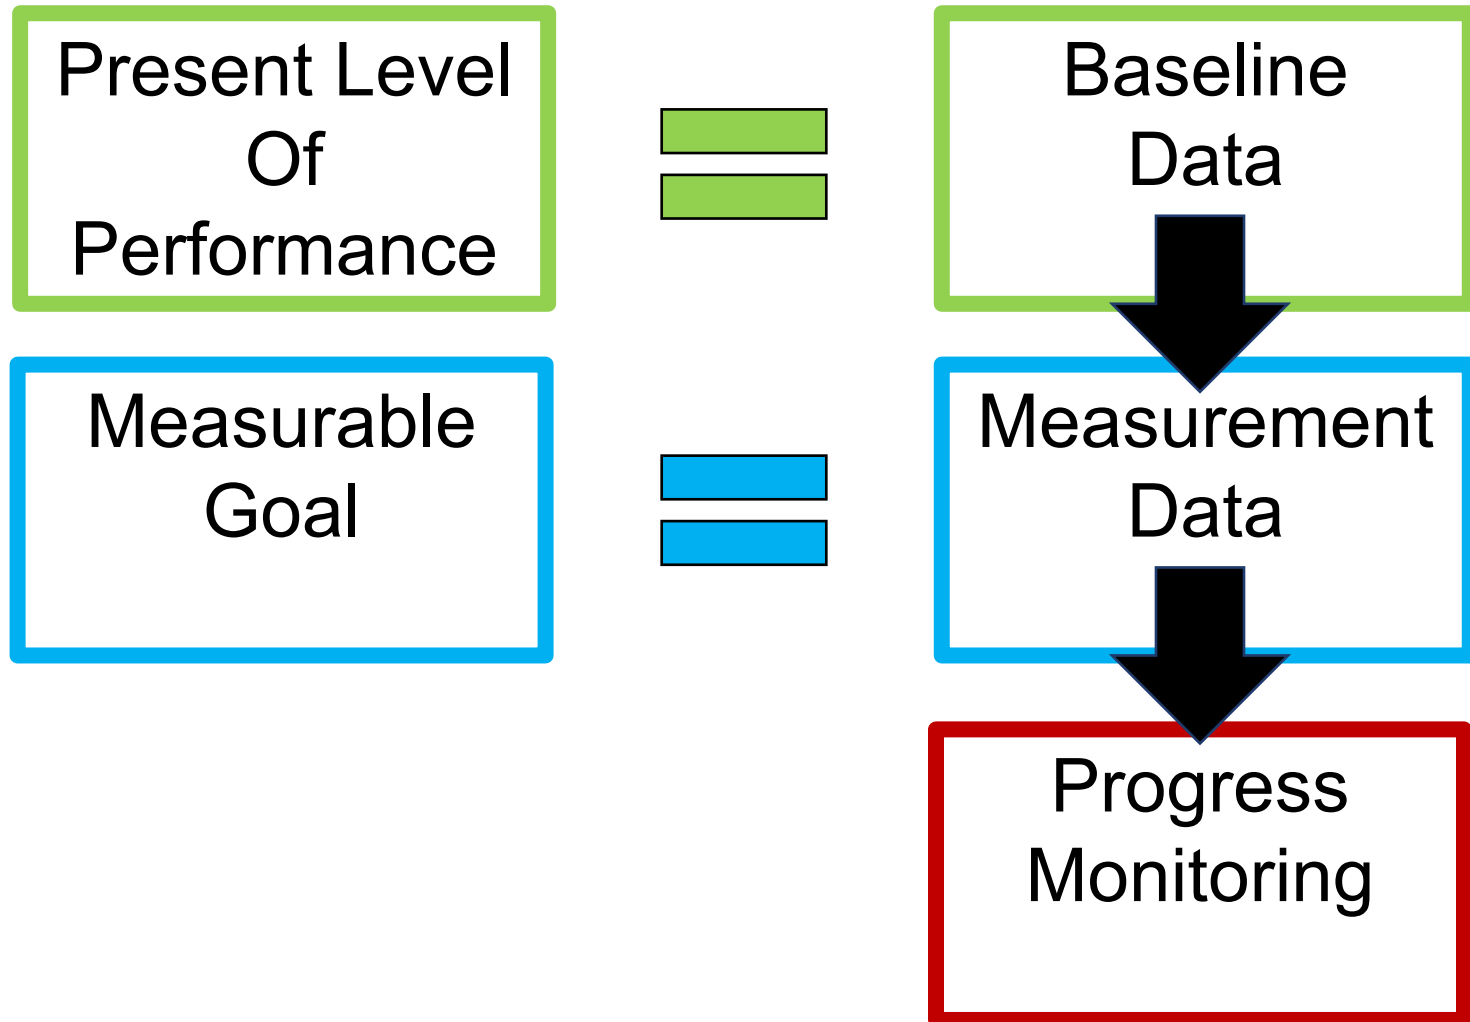 Present Level
Of
Performance
Baseline
Data
Measurable
Goal
Measurement
Data
Progress
Monitoring